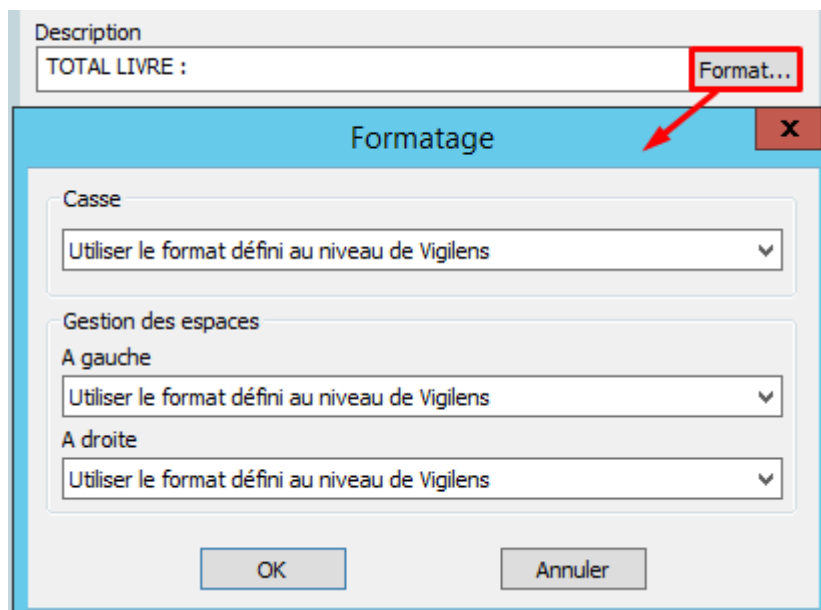 Description
TOTAL LIVRE :
Format...
Formatage
x
Casse
Utiliser le format défini au niveau de Vigilens
Gestion des espaces
A gauche
Utiliser le format défini au niveau de Vigilens
A droite
Utiliser le format défini au niveau de Vigilens
OK
Annuler